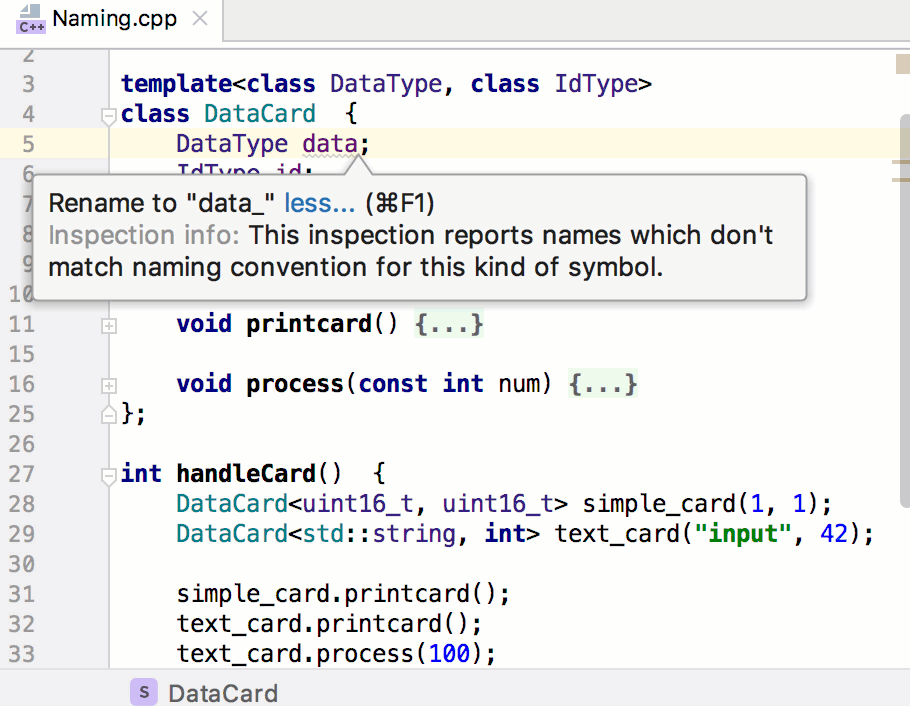 C++ Naming.cpp ×
2
3 template<class DataType, class IdType>
4 class DataCard {
5 DataType data;
6 IdType id;
7 Rename to "data_" less... (⌘F1)
8 Inspection info: This inspection reports names which don't
9 match naming convention for this kind of symbol.
10
11 void printcard() {...}
15
16 void process(const int num) {...}
25 };
26
27 int handleCard() {
28 DataCard<uint16_t, uint16_t> simple_card(1, 1);
29 DataCard<std::string, int> text_card("input", 42);
30
31 simple_card.printcard();
32 text_card.printcard();
33 text_card.process(100);
S DataCard